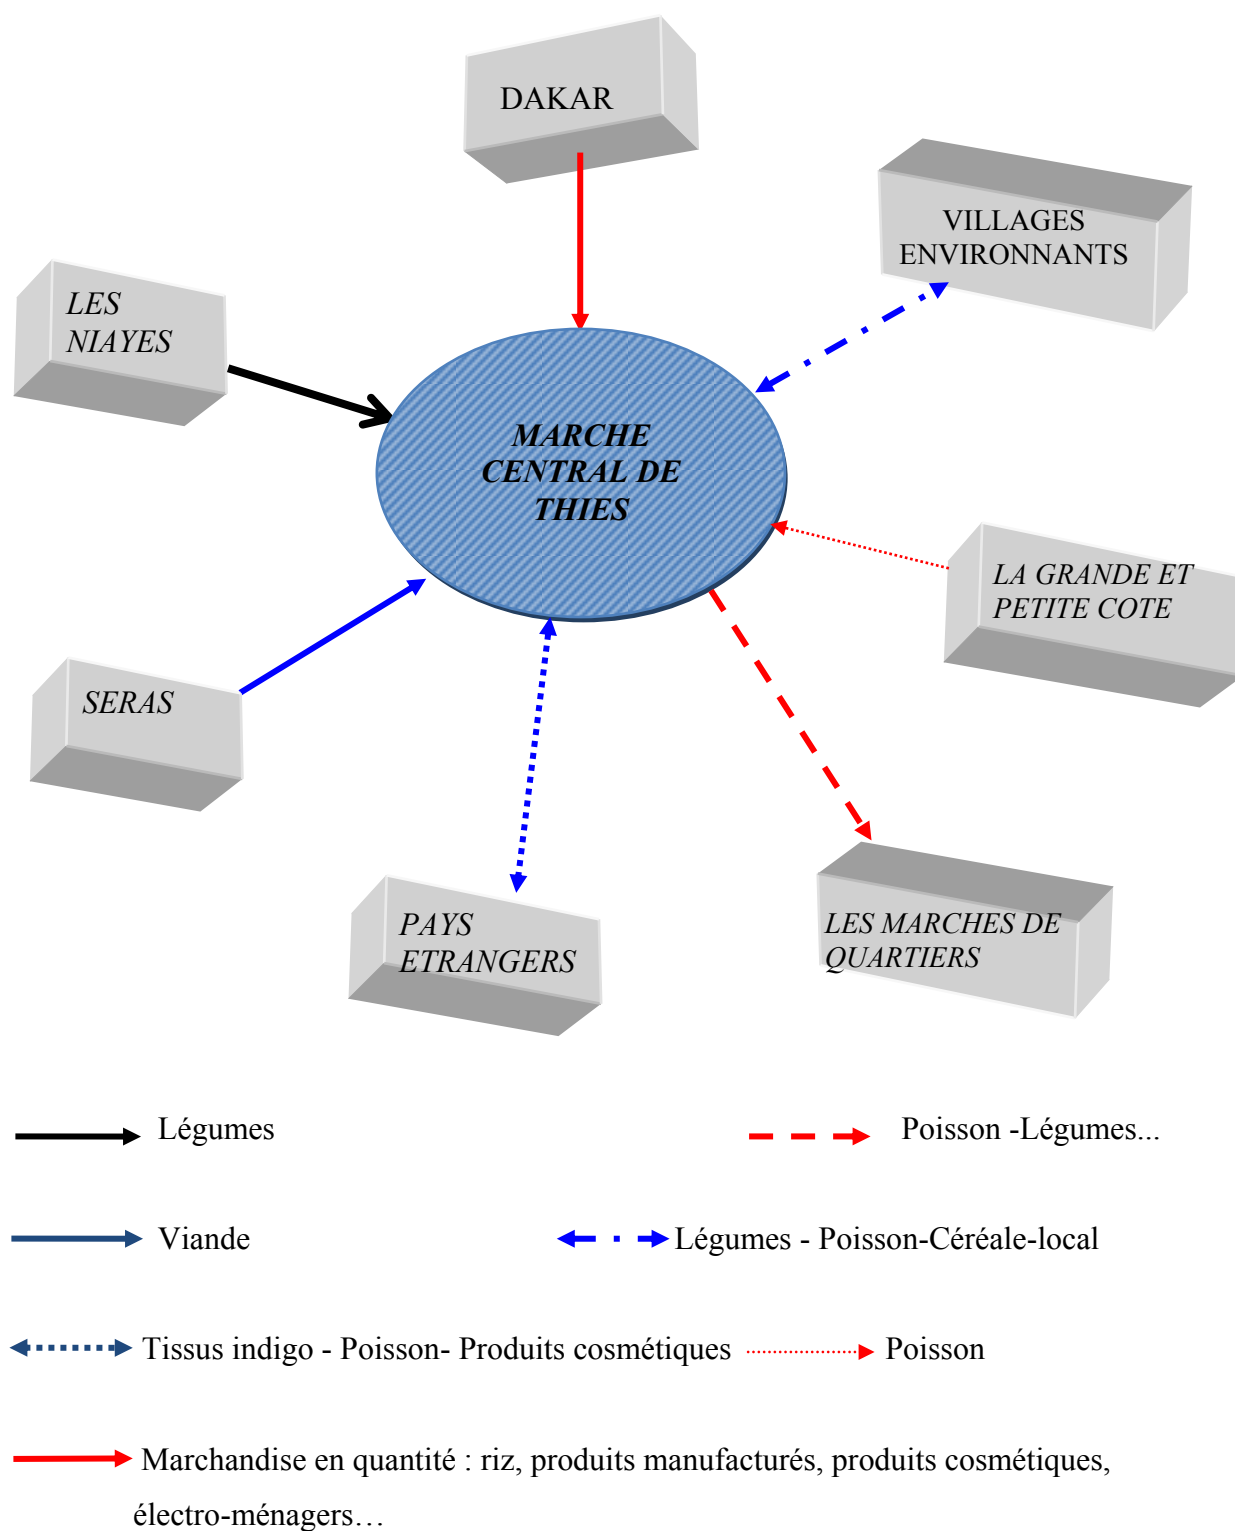 DAKAR
VILLAGES
ENVIRONNANTS
LES
NIAYES
MARCHE
CENTRAL DE
THIES
LA GRANDE ET
PETITE COTE
SERAS
PAYS
ETRANGERS
LES MARCHES DE
QUARTIERS
Légumes
Poisson -Légumes...
Viande
Légumes - Poisson-Céréale-local
Tissus indigo - Poisson- Produits cosmétiques
Poisson
Marchandise en quantité : riz, produits manufacturés, produits cosmétiques,
électro-ménagers…